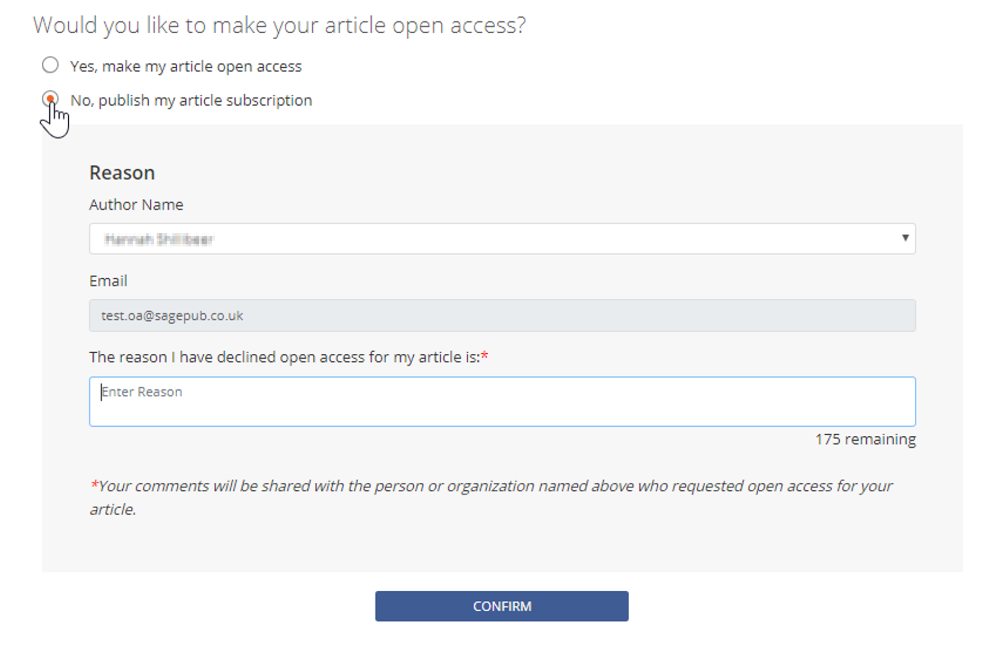 Would you like to make your article open access?
Yes, make my article open access
No, publish my article subscription
Reason
Author Name
Email
test.oa@sagepub.co.uk
The reason I have declined open access for my article is:*
Enter Reason
175 remaining
*Your comments will be shared with the person or organization named above who requested open access for your
article.
CONFIRM